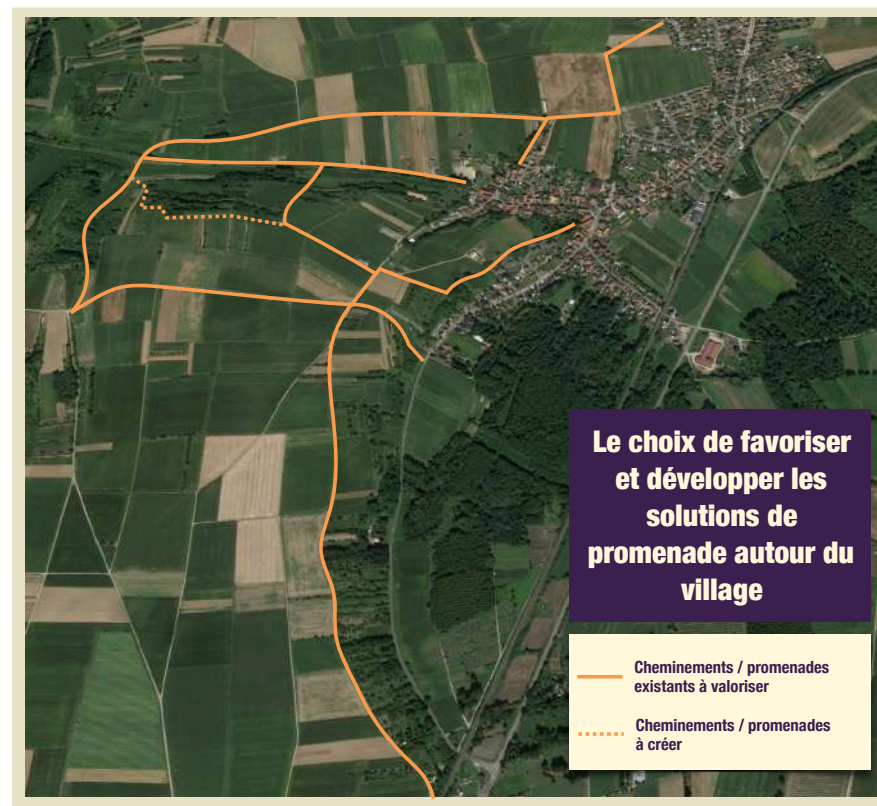 Le choix de favoriser
et développer les
solutions de
promenade autour du
village
Cheminements / promenades
existants à valoriser
Cheminements / promenades
à créer